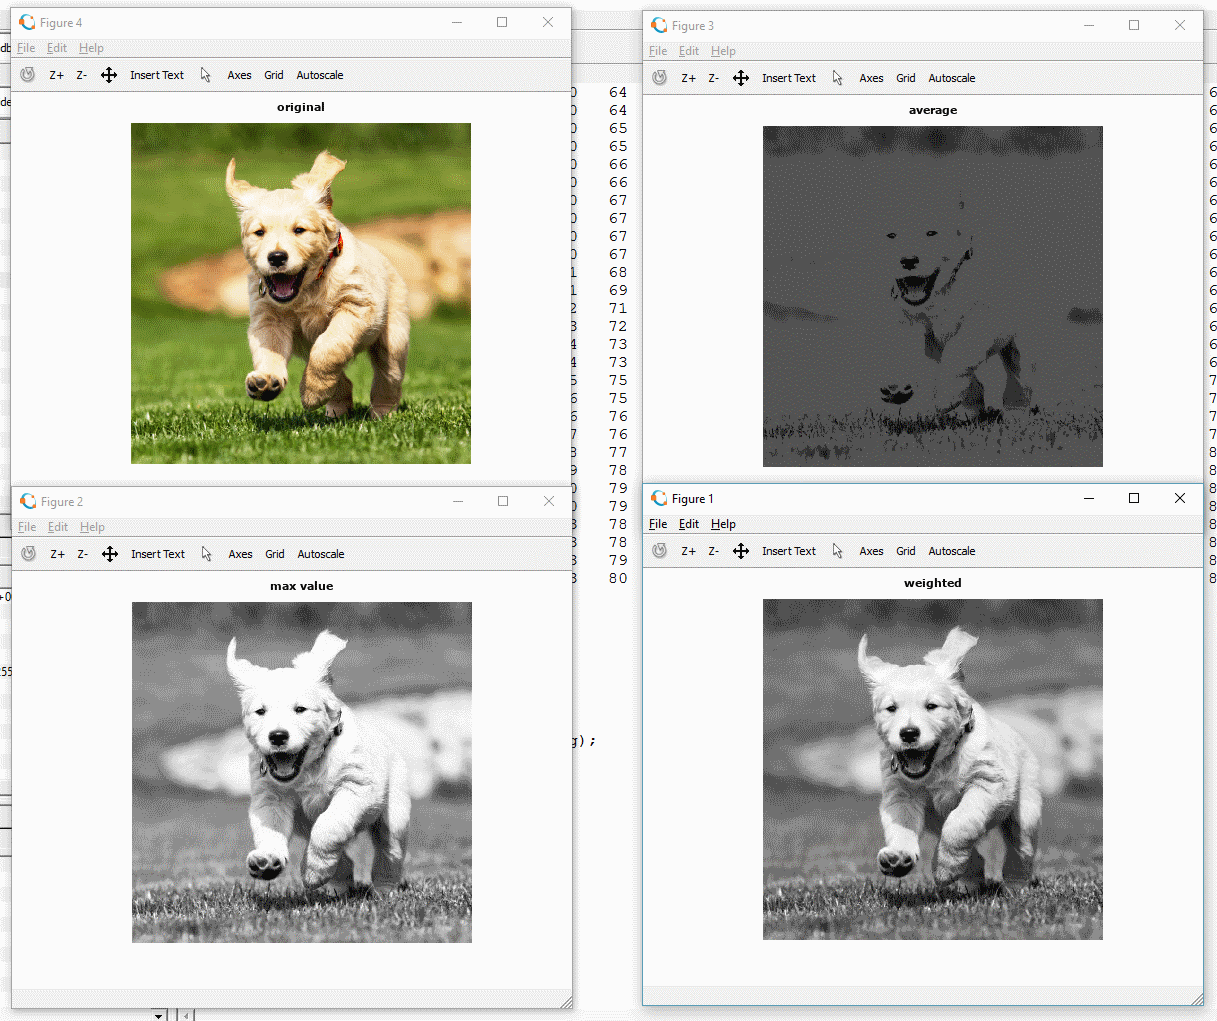 Figure 4
File Edit Help
Z+ Z- Insert Text Axes Grid Autoscale
original
Figure 3
File Edit Help
Z+ Z- Insert Text Axes Grid Autoscale
average
Figure 2
File Edit Help
Z+ Z- Insert Text Axes Grid Autoscale
max value
Figure 1
File Edit Help
Z+ Z- Insert Text Axes Grid Autoscale
weighted
64
64
65
65
66
66
67
67
67
67
68
69
71
72
73
73
75
75
76
76
77
78
79
79
78
78
79
80
);